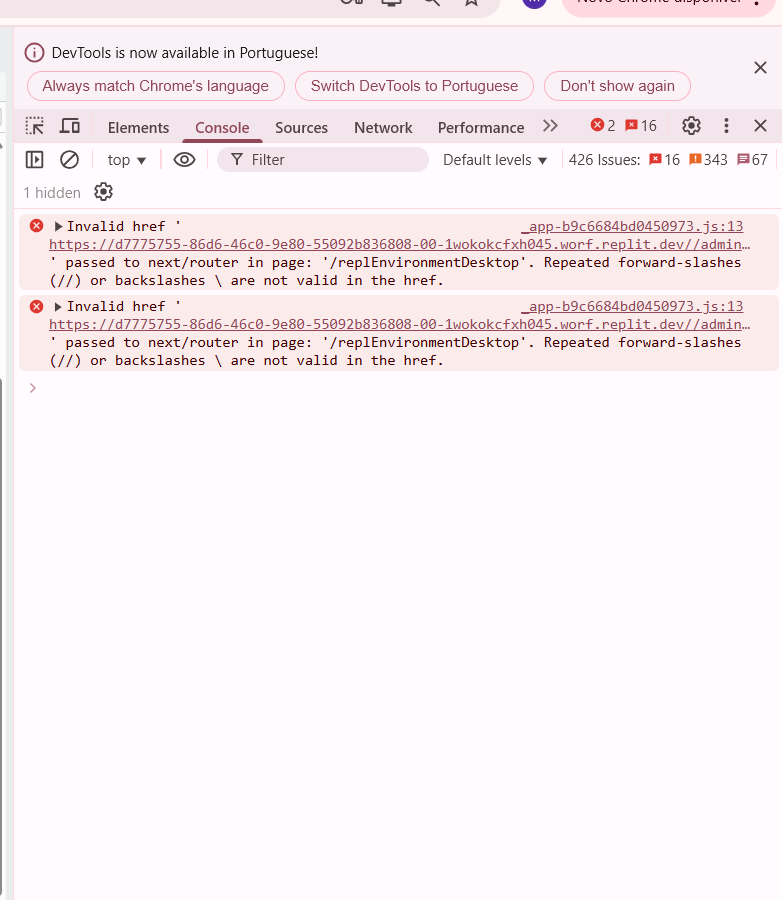 DevTools is now available in Portuguese!
Always match Chrome's language Switch DevTools to Portuguese Don't show again
Elements Console Sources Network Performance 2 16
top Filter Default levels 426 Issues: 16 343 67
1 hidden
Invalid href ' _app-b9c6684bd0450973.js:13
https://d7775755-86d6-46c0-9e80-55092b836808-00-1wokokcfxh045.worf.replit.dev//admin…
' passed to next/router in page: '/replEnvironmentDesktop'. Repeated forward-slashes
(//) or backslashes \ are not valid in the href.
Invalid href ' _app-b9c6684bd0450973.js:13
https://d7775755-86d6-46c0-9e80-55092b836808-00-1wokokcfxh045.worf.replit.dev//admin…
' passed to next/router in page: '/replEnvironmentDesktop'. Repeated forward-slashes
(//) or backslashes \ are not valid in the href.